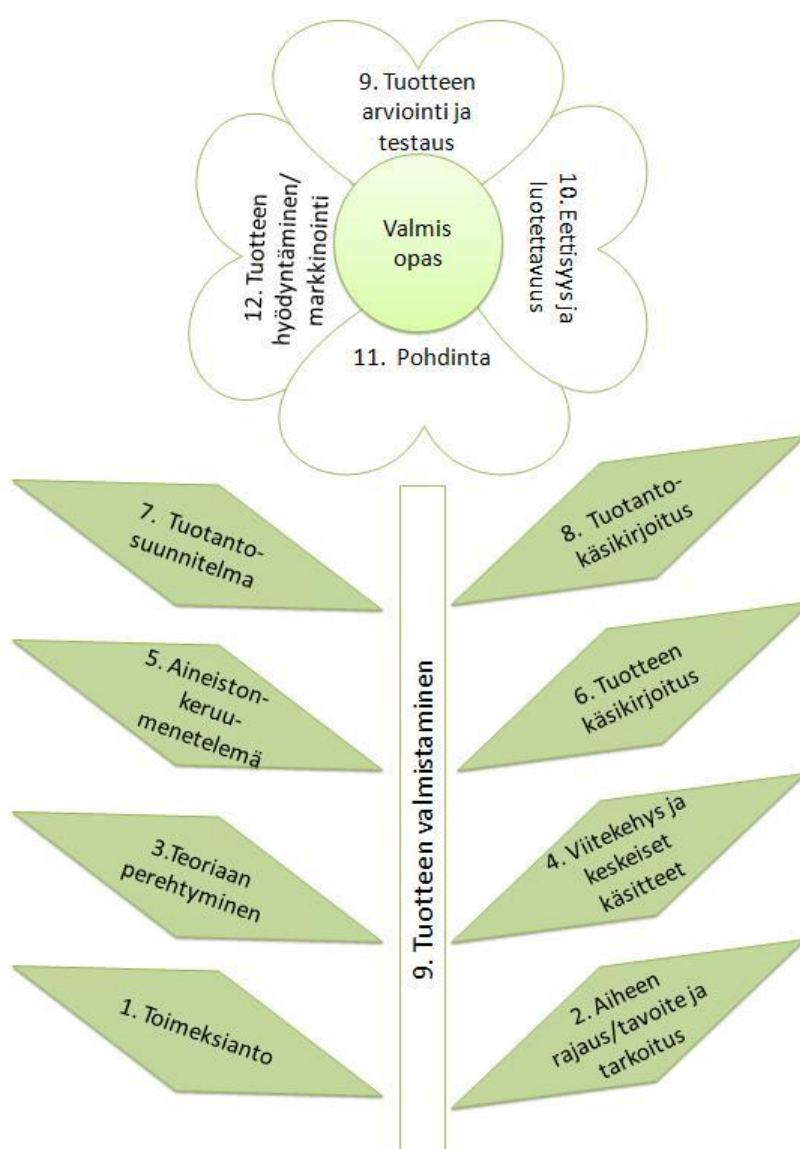 9. Tuotteen
arviointi ja
testaus
10. Eettisyys ja
luotettavuus
12. Tuotteen
hyödyntäminen/
markkinointi
Valmis
opas
11. Pohdinta
7. Tuotanto-
suunnitelma
8. Tuotanto-
käsikirjoitus
5. Aineiston-
keruu-
menetelemä
6. Tuotteen
käsikirjoitus
3.Teoriaan
perehtyminen
4. Viitekehys ja
keskeiset
käsitteet
1. Toimeksianto
2. Aiheen
rajaus/tavoite ja
tarkoitus
9. Tuotteen valmistaminen